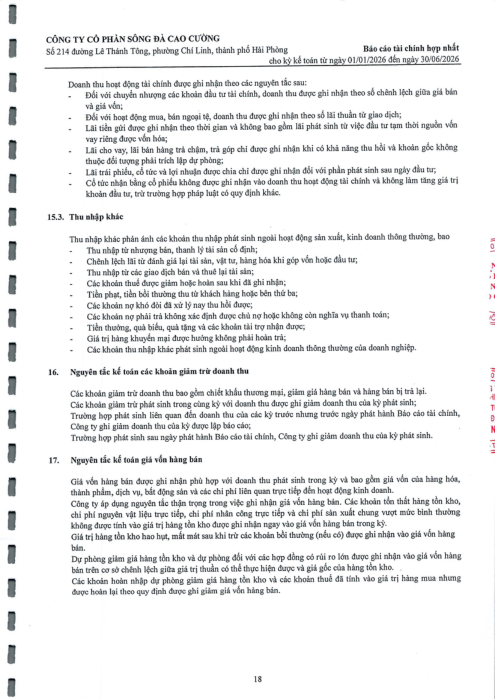 CÔNG TY CỔ PHẦN SÔNG ĐÀ CAO CƯỜNG
Số 214 đường Lê Thánh Tông, phường Chí Linh, thành phố Hải Phòng
Báo cáo tài chính hợp nhất
cho kỳ kế toán từ ngày 01/01/2026 đến ngày 30/06/2026
Doanh thu hoạt động tài chính được ghi nhận theo các nguyên tắc sau:
- Đối với chuyển nhượng các khoản đầu tư tài chính, doanh thu được ghi nhận theo số chênh lệch giữa giá bán
và giá vốn;
- Đối với hoạt động mua, bán ngoại tệ, doanh thu được ghi nhận theo số lãi thuần từ giao dịch;
- Lãi tiền gửi được ghi nhận theo thời gian và không bao gồm lãi phát sinh từ việc đầu tư tạm thời nguồn vốn
vay riêng được vốn hóa;
- Lãi cho vay, lãi bán hàng trả chậm, trả góp chỉ được ghi nhận khi có khả năng thu hồi và khoản gốc không
thuộc đối tượng phải trích lập dự phòng;
- Lãi trái phiếu, cổ tức và lợi nhuận được chia chỉ được ghi nhận đối với phần phát sinh sau ngày đầu tư;
- Cổ tức nhận bằng cổ phiếu không được ghi nhận vào doanh thu hoạt động tài chính và không làm tăng giá trị
khoản đầu tư, trừ trường hợp pháp luật có quy định khác.
15.3. Thu nhập khác
Thu nhập khác phản ánh các khoản thu nhập phát sinh ngoài hoạt động sản xuất, kinh doanh thông thường, bao
- Thu nhập từ nhượng bán, thanh lý tài sản cố định;
- Chênh lệch lãi từ đánh giá lại tài sản, vật tư, hàng hóa khi góp vốn hoặc đầu tư;
- Thu nhập từ các giao dịch bán và thuê lại tài sản;
- Các khoản thuế được giảm hoặc hoàn sau khi đã ghi nhận;
- Tiền phạt, tiền bồi thường thu từ khách hàng hoặc bên thứ ba;
- Các khoản nợ khó đòi đã xử lý nay thu hồi được;
- Các khoản nợ phải trả không xác định được chủ nợ hoặc không còn nghĩa vụ thanh toán;
- Tiền thưởng, quà biếu, quà tặng và các khoản tài trợ nhận được;
- Giá trị hàng khuyến mại được hưởng không phải hoàn trả;
- Các khoản thu nhập khác phát sinh ngoài hoạt động kinh doanh thông thường của doanh nghiệp.
16. Nguyên tắc kế toán các khoản giảm trừ doanh thu
Các khoản giảm trừ doanh thu bao gồm chiết khấu thương mại, giảm giá hàng bán và hàng bán bị trả lại.
Các khoản giảm trừ phát sinh trong cùng kỳ với doanh thu được ghi giảm doanh thu của kỳ phát sinh;
Trường hợp phát sinh liên quan đến doanh thu của các kỳ trước nhưng trước ngày phát hành Báo cáo tài chính,
Công ty ghi giảm doanh thu của kỳ được lập báo cáo;
Trường hợp phát sinh sau ngày phát hành Báo cáo tài chính, Công ty ghi giảm doanh thu của kỳ phát sinh.
17. Nguyên tắc kế toán giá vốn hàng bán
Giá vốn hàng bán được ghi nhận phù hợp với doanh thu phát sinh trong kỳ và bao gồm giá vốn của hàng hóa,
thành phẩm, dịch vụ, bất động sản và các chi phí liên quan trực tiếp đến hoạt động kinh doanh.
Công ty áp dụng nguyên tắc thận trọng trong việc ghi nhận giá vốn hàng bán. Các khoản tổn thất hàng tồn kho,
chi phí nguyên vật liệu trực tiếp, chi phí nhân công trực tiếp và chi phí sản xuất chung vượt mức bình thường
không được tính vào giá trị hàng tồn kho được ghi nhận ngay vào giá vốn hàng bán trong kỳ.
Giá trị hàng tồn kho hao hụt, mất mát sau khi trừ các khoản bồi thường (nếu có) được ghi nhận vào giá vốn hàng
bán.
Dự phòng giảm giá hàng tồn kho và dự phòng đối với các hợp đồng có rủi ro lớn được ghi nhận vào giá vốn hàng
bán trên cơ sở chênh lệch giữa giá trị thuần có thể thực hiện được và giá gốc của hàng tồn kho.
Các khoản hoàn nhập dự phòng giảm giá hàng tồn kho và các khoản thuế đã tính vào giá trị hàng mua nhưng
được hoàn lại theo quy định được ghi giảm giá vốn hàng bán.
18